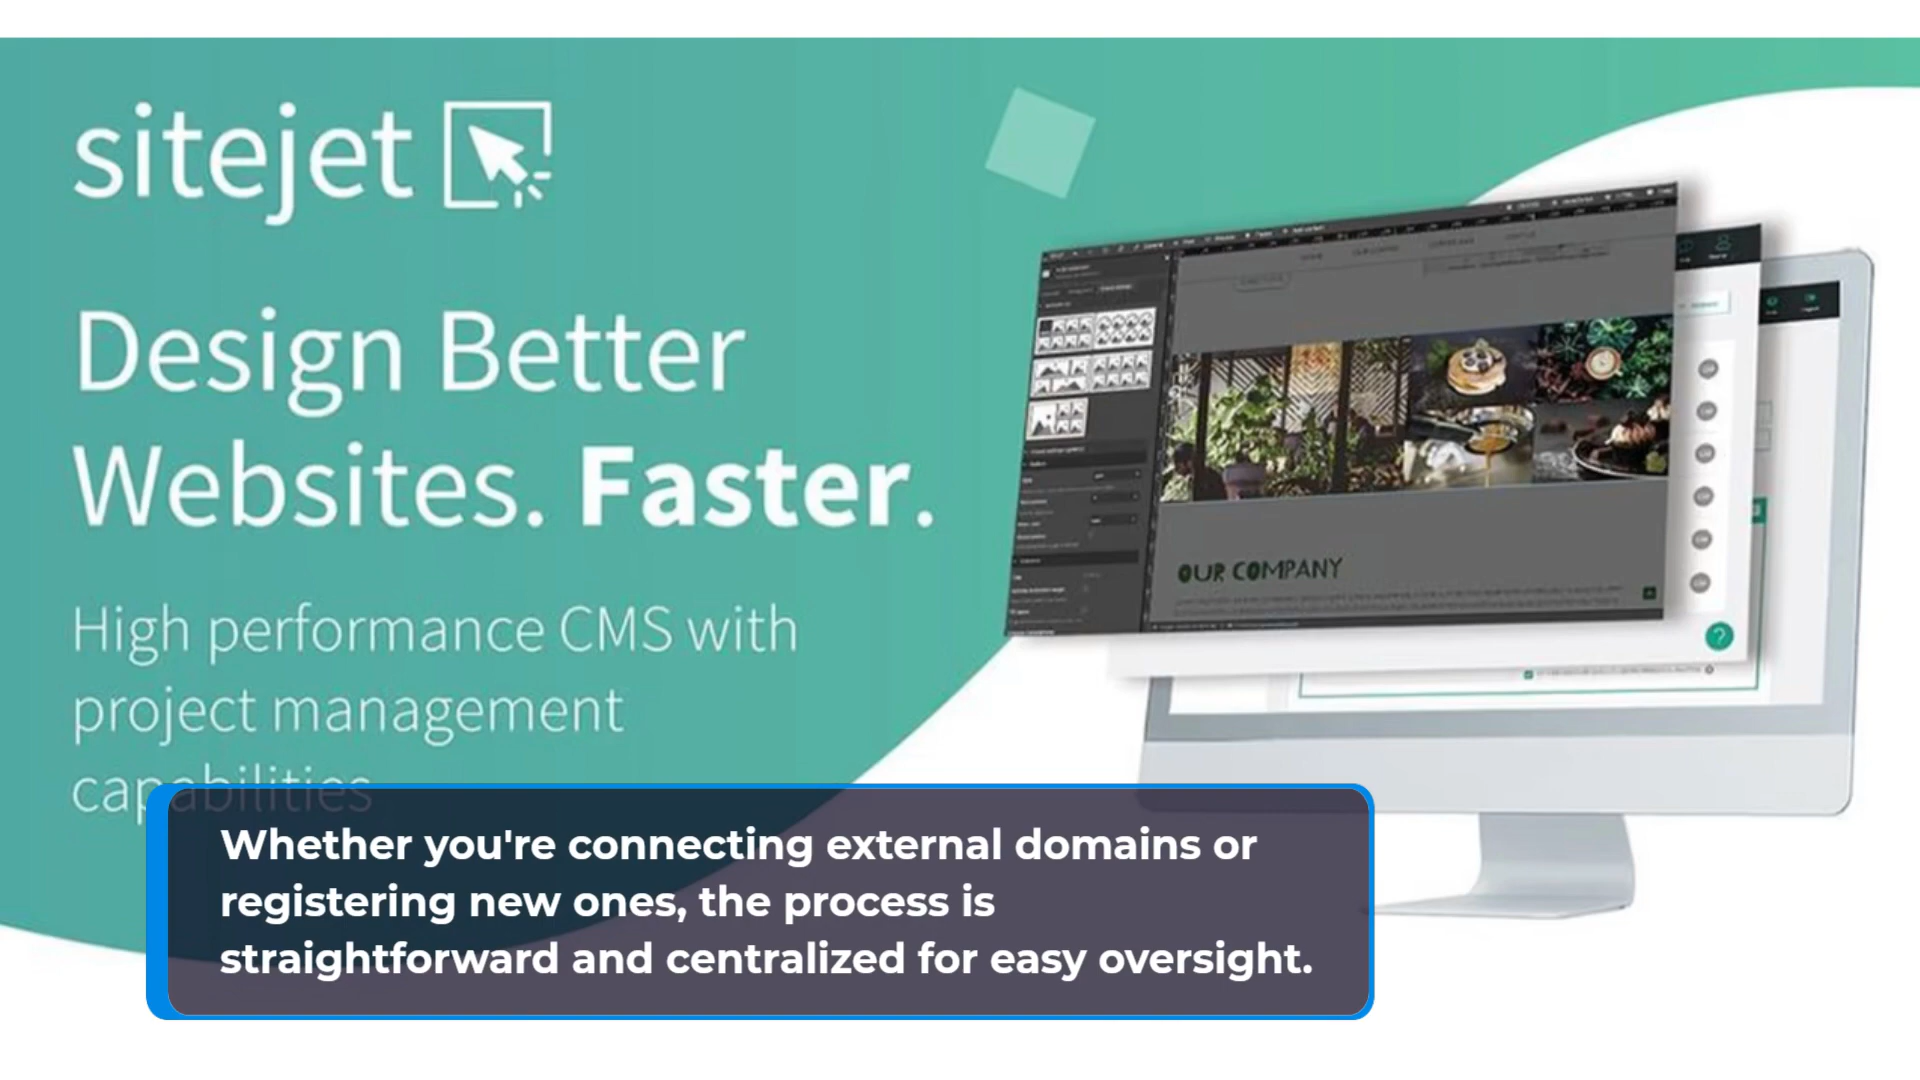 sitejet
Design Better
Websites. Faster.
High performance CMS with
project management
capabilities
OUR COMPANY
?
Whether you're connecting external domains or
registering new ones, the process is
straightforward and centralized for easy oversight.